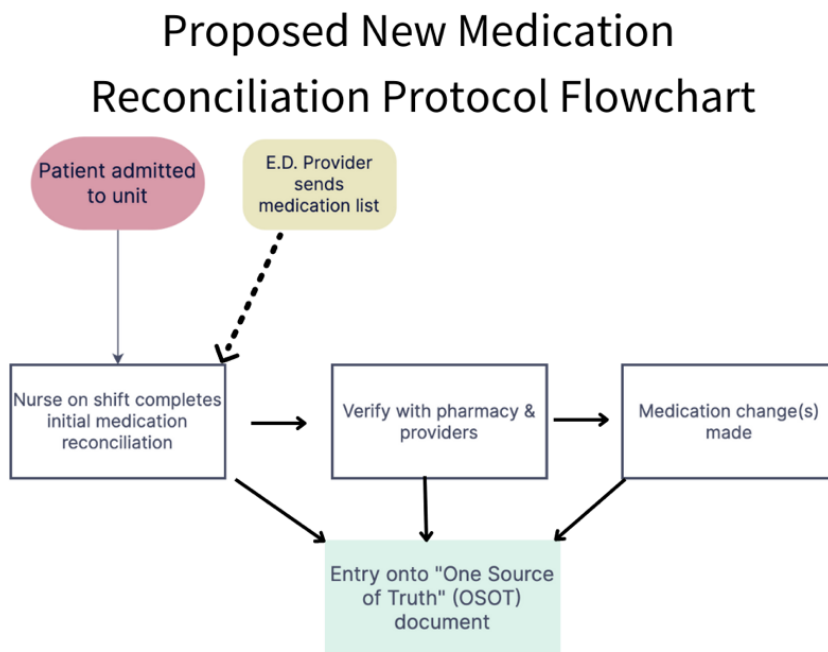 Proposed New Medication
Reconciliation Protocol Flowchart
Patient admitted
to unit
E.D. Provider
sends
medication list
Nurse on shift completes
initial medication
reconciliation
Verify with pharmacy &
providers
Medication change(s)
made
Entry onto "One Source
of Truth" (OSOT)
document